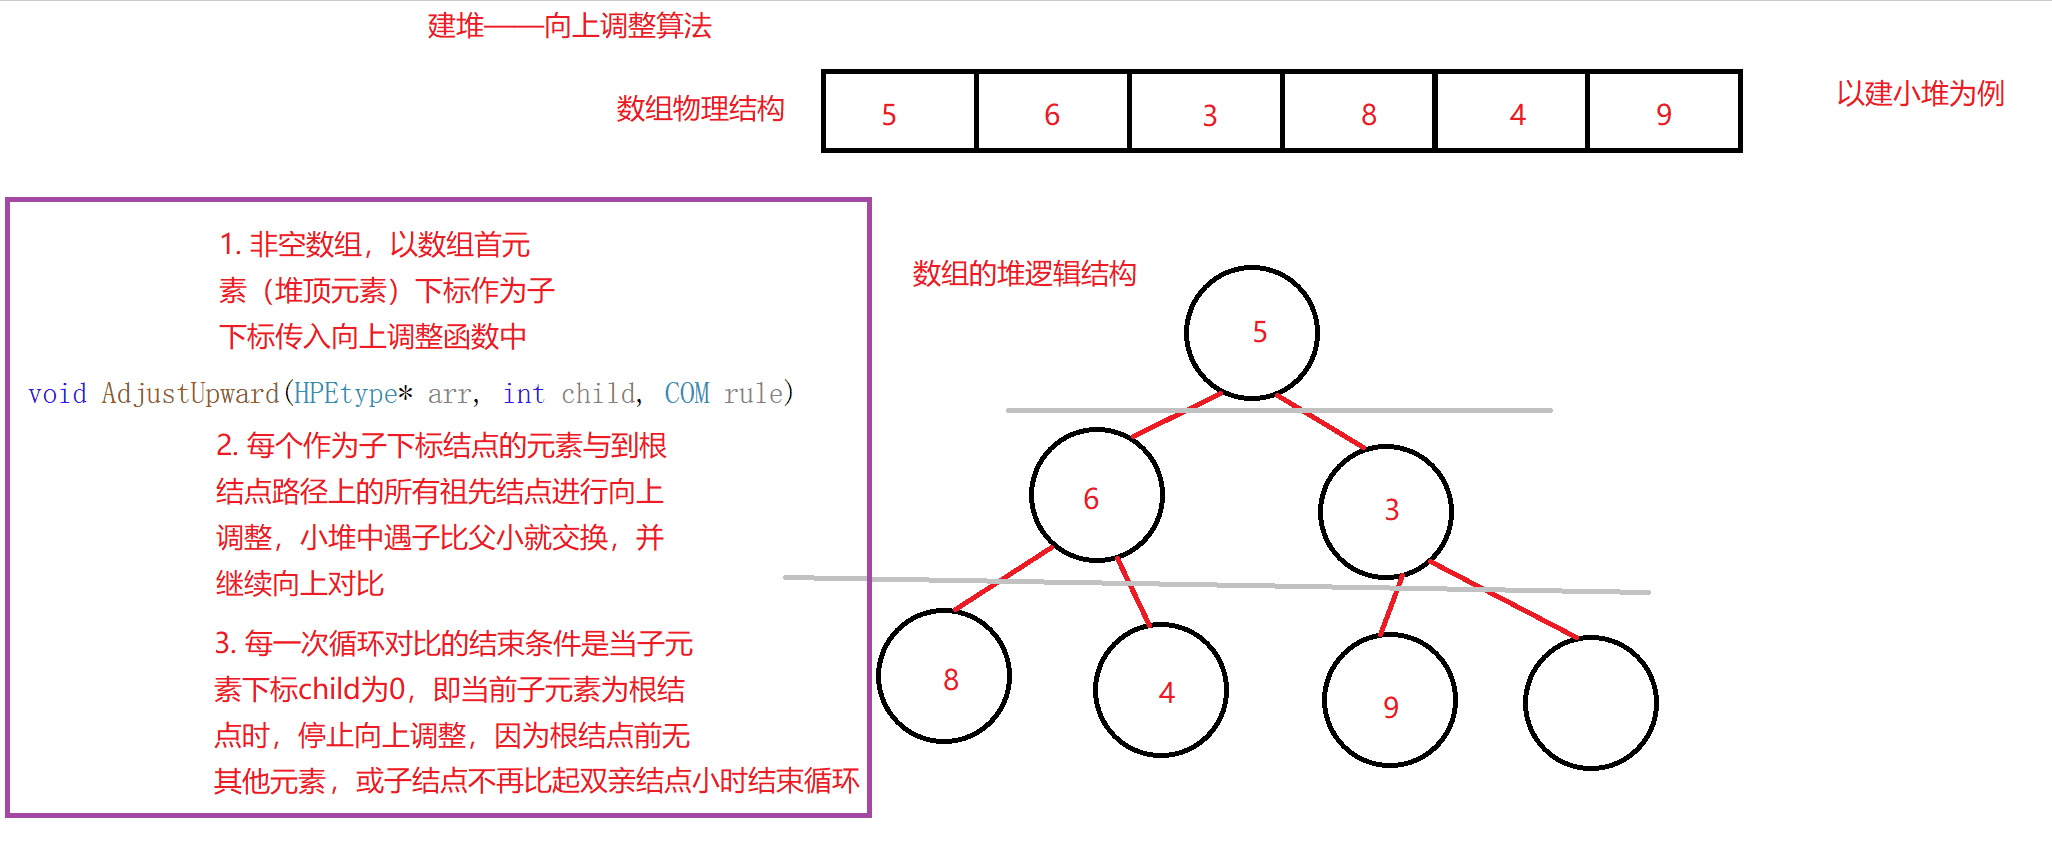 建堆——向上调整算法
数组物理结构
5 6 3 8 4 9
以建小堆为例
1. 非空数组，以数组首元
素（堆顶元素）下标作为子
下标传入向上调整函数中
void AdjustUpward(HPEtype* arr, int child, COM rule)
2. 每个作为子下标结点的元素与到根
结点路径上的所有祖先结点进行向上
调整，小堆中遇子比父小就交换，并
继续向上对比
3. 每一次循环对比的结束条件是当子元
素下标child为0，即当前子元素为根结
点时，停止向上调整，因为根结点前无
其他元素，或子结点不再比起双亲结点小时结束循环
数组的堆逻辑结构
5
6 3
8 4 9